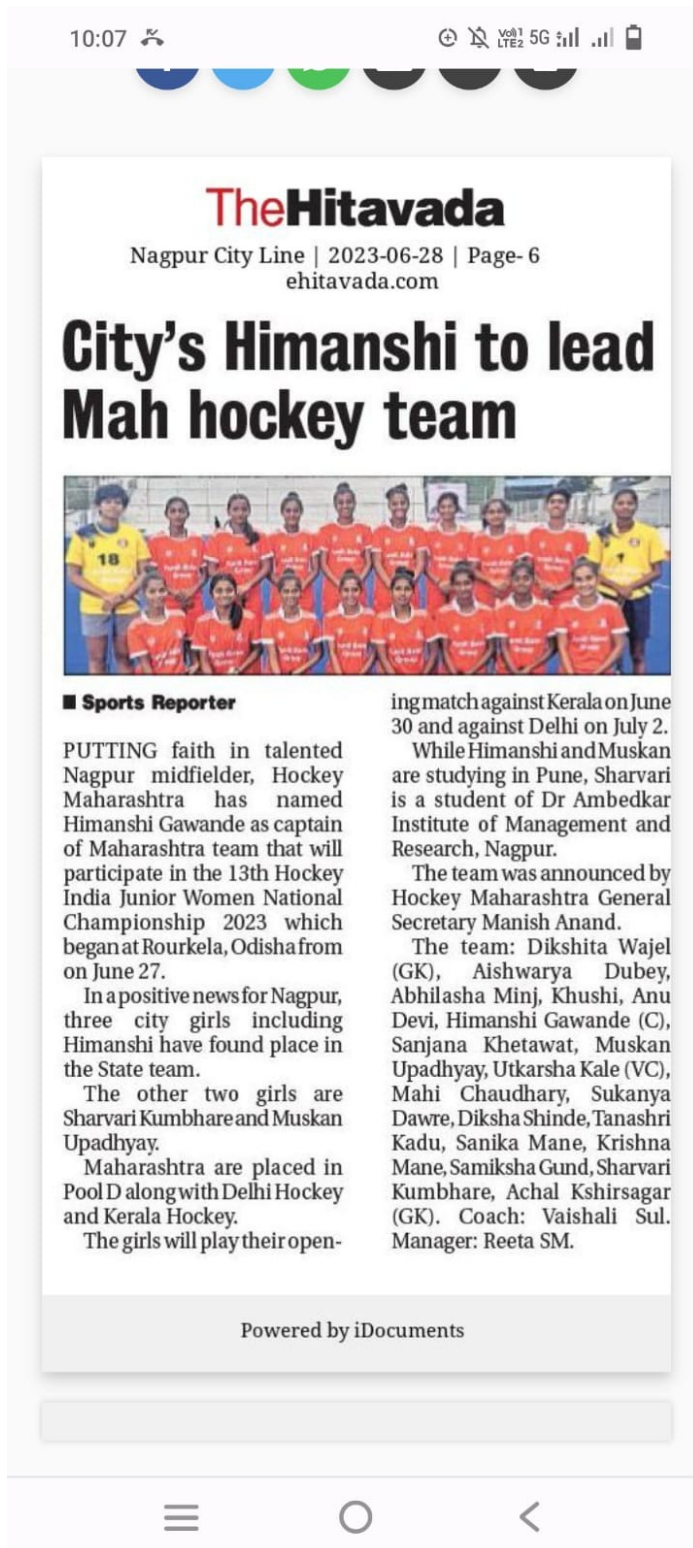 10:07
Vo))1
LTE2 5G
TheHitavada
Nagpur City Line | 2023-06-28 | Page- 6
ehitavada.com
City's Himanshi to lead
Mah hockey team
18
1
■ Sports Reporter
PUTTING faith in talented
Nagpur midfielder, Hockey
Maharashtra has named
Himanshi Gawande as captain
of Maharashtra team that will
participate in the 13th Hockey
India Junior Women National
Championship 2023 which
began at Rourkela, Odisha from
on June 27.
In a positive news for Nagpur,
three city girls including
Himanshi have found place in
the State team.
The other two girls are
Sharvari Kumbhare and Muskan
Upadhyay.
Maharashtra are placed in
Pool D along with Delhi Hockey
and Kerala Hockey.
The girls will play their open-
ing match against Kerala on June
30 and against Delhi on July 2.
While Himanshi and Muskan
are studying in Pune, Sharvari
is a student of Dr Ambedkar
Institute of Management and
Research, Nagpur.
The team was announced by
Hockey Maharashtra General
Secretary Manish Anand.
The team: Dikshita Wajel
(GK), Aishwarya Dubey,
Abhilasha Minj, Khushi, Anu
Devi, Himanshi Gawande (C),
Sanjana Khetawat, Muskan
Upadhyay, Utkarsha Kale (VC),
Mahi Chaudhary, Sukanya
Dawre, Diksha Shinde, Tanashri
Kadu, Sanika Mane, Krishna
Mane, Samiksha Gund, Sharvari
Kumbhare, Achal Kshirsagar
(GK). Coach: Vaishali Sul.
Manager: Reeta SM.
Powered by iDocuments